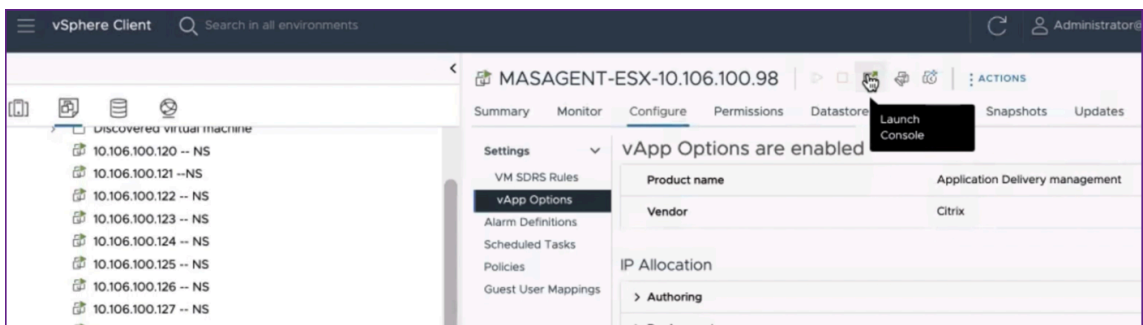 vSphere Client
Search in all environments
Administrator@
MASAGENT-ESX-10.106.100.98
ACTIONS
Summary Monitor Configure Permissions Datastore Snapshots Updates
Launch
Console
Discovered virtual machine
10.106.100.120 -- NS
10.106.100.121 --NS
10.106.100.122 -- NS
10.106.100.123 -- NS
10.106.100.124 -- NS
10.106.100.125 -- NS
10.106.100.126 -- NS
10.106.100.127 -- NS
Settings
VM SDRS Rules
vApp Options
Alarm Definitions
Scheduled Tasks
Policies
Guest User Mappings
vApp Options are enabled
Product name Application Delivery management
Vendor Citrix
IP Allocation
Authoring